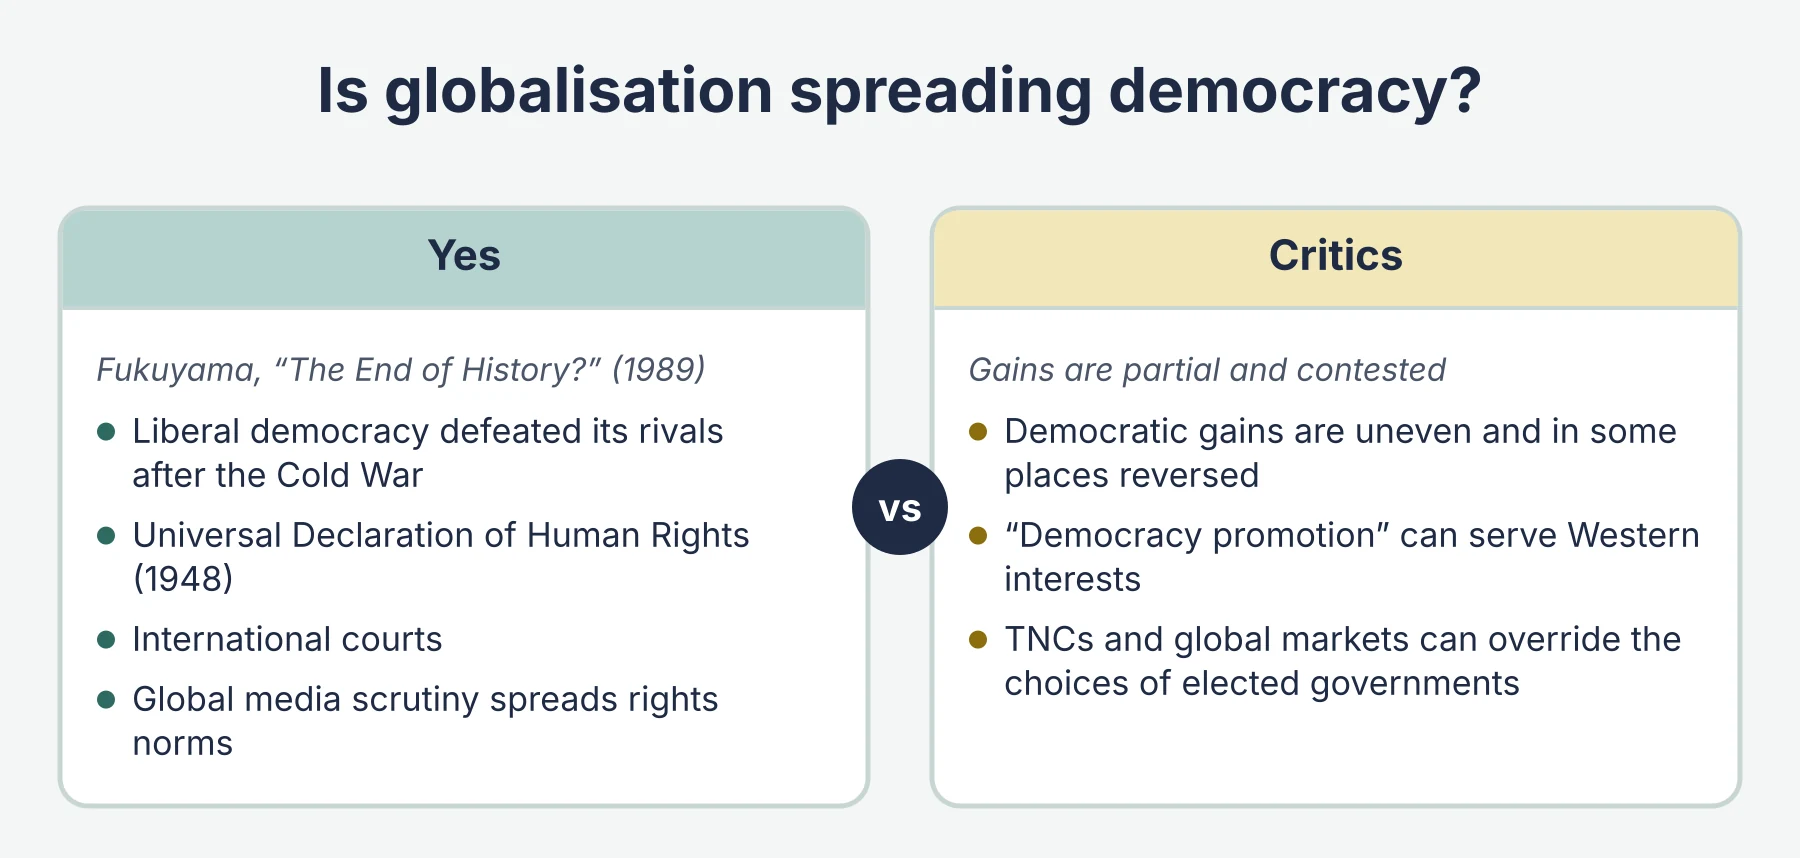 Is globalisation spreading democracy?
Yes
Fukuyama, “The End of History?” (1989)
Liberal democracy defeated its rivals
after the Cold War
Universal Declaration of Human Rights
(1948)
International courts
Global media scrutiny spreads rights
norms
vs
Critics
Gains are partial and contested
Democratic gains are uneven and in some
places reversed
“Democracy promotion” can serve Western
interests
TNCs and global markets can override the
choices of elected governments